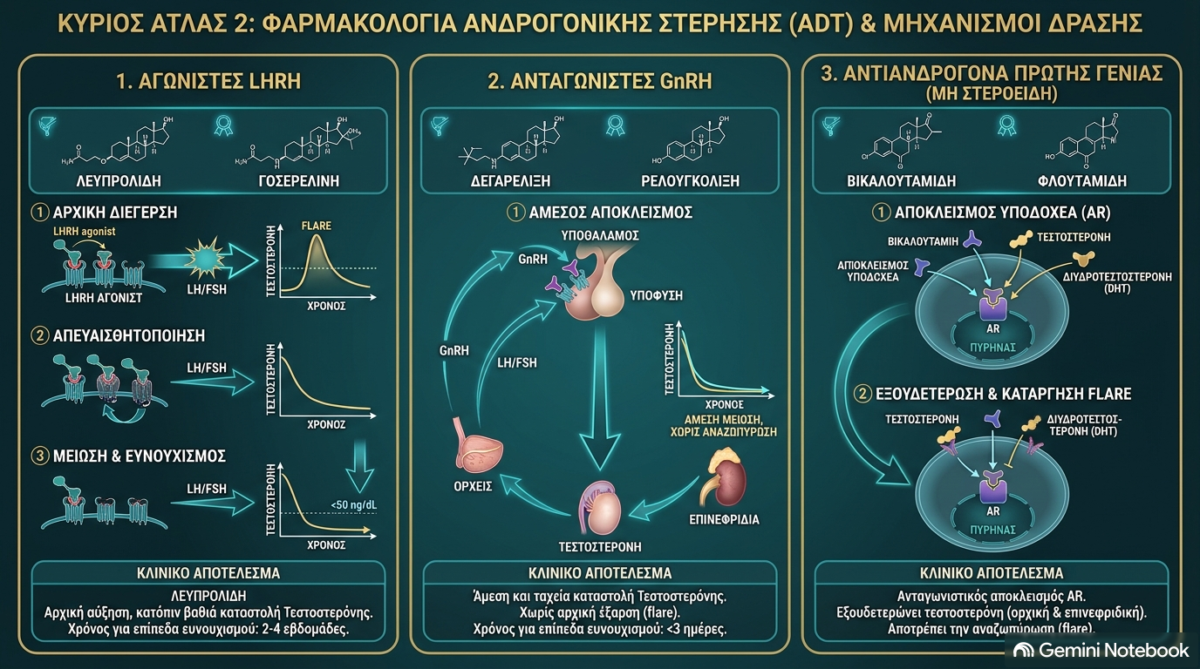 ΚΥΡΙΟΣ ΑΤΛΑΣ 2: ΦΑΡΜΑΚΟΛΟΓΙΑ ΑΝΔΡΟΓΟΝΙΚΗΣ ΣΤΕΡΗΣΗΣ (ADT) & ΜΗΧΑΝΙΣΜΟΙ ΔΡΑΣΗΣ
1. ΑΓΩΝΙΣΤΕΣ LHRH
ΛΕΥΠΡΟΛΙΔΗ
ΓΟΣΕΡΕΛΙΝΗ
1 ΑΡΧΙΚΗ ΔΙΕΓΕΡΣΗ
LHRH agonist
LHRH AGONIST
LH/FSH
ΤΕΣΤΟΣΤΕΡΟΝΗ
FLARE
ΧΡΟΝΟΣ
2 ΑΠΕΥΑΙΣΘΗΤΟΠΟΙΗΣΗ
LH/FSH
ΤΕΣΤΟΣΤΕΡΟΝΗ
ΧΡΟΝΟΣ
3 ΜΕΙΩΣΗ & ΕΥΝΟΥΧΙΣΜΟΣ
LH/FSH
ΤΕΣΤΟΣΤΕΡΟΝΗ
<50 ng/dL
ΧΡΟΝΟΣ
ΚΛΙΝΙΚΟ ΑΠΟΤΕΛΕΣΜΑ
ΛΕΥΠΡΟΛΙΔΗ
Αρχική αύξηση, κατόπιν βαθιά καταστολή Τεστοστερόνης.
Χρόνος για επίπεδα ευνουχισμού: 2-4 εβδομάδες.
2. ΑΝΤΑΓΩΝΙΣΤΕΣ GnRH
ΔΕΓΑΡΕΛΙΞΗ
ΡΕΛΟΥΓΚΟΛΙΞΗ
1 ΑΜΕΣΟΣ ΑΠΟΚΛΕΙΣΜΟΣ
ΥΠΟΘΑΛΑΜΟΣ
GnRH
ΥΠΟΦΥΣΗ
GnRH
LH/FSH
ΤΕΣΤΟΣΤΕΡΟΝΗ
ΧΡΟΝΟΣ
ΑΜΕΣΗ ΜΕΙΟΣΗ,
ΧΩΡΙΣ ΑΝΑΖΩΠΥΡΩΣΗ
ΟΡΧΕΙΣ
ΕΠΙΝΕΦΡΙΔΙΑ
ΤΕΣΤΟΣΤΕΡΟΝΗ
ΚΛΙΝΙΚΟ ΑΠΟΤΕΛΕΣΜΑ
Άμεση και ταχεία καταστολή Τεστοστερόνης.
Χωρίς αρχική έξαρση (flare).
Χρόνος για επίπεδα ευνουχισμού: <3 ημέρες.
3. ΑΝΤΙΑΝΔΡΟΓΟΝΑ ΠΡΩΤΗΣ ΓΕΝΙΑΣ
(ΜΗ ΣΤΕΡΟΕΙΔΗ)
ΒΙΚΑΛΟΥΤΑΜΙΔΗ
ΦΛΟΥΤΑΜΙΔΗ
1 ΑΠΟΚΛΕΙΣΜΟΣ ΥΠΟΔΟΧΕΑ (AR)
ΒΙΚΑΛΟΥΤΑΜΙΗ
ΤΕΣΤΟΣΤΕΡΟΝΗ
ΑΠΙΟΚΛΕΙΣΜΟΣ
ΥΠΟΔΟΧΕΑ
ΔΙΥΔΡΟΤΕΣΤΟΣΤΕΡΟΝΗ
(DHT)
AR
ΠΥΡΗΝΑΣ
2 ΕΞΟΥΔΕΤΕΡΩΣΗ & ΚΑΤΑΡΓΗΣΗ FLARE
ΤΕΣΤΟΣΤΕΡΟΝΗ
ΔΙΥΔΡΟΤΕΣΤΟΣ-
ΤΕΡΟΝΗ (DHT)
AR
ΠΥΡΗΝΑΣ
ΚΛΙΝΙΚΟ ΑΠΟΤΕΛΕΣΜΑ
Ανταγωνιστικός αποκλεισμός AR.
Εξουδετερώνει τεστοστερόνη (ορχική & επινεφριδική).
Αποτρέπει την αναζωπύρωση (flare).
Gemini Notebook